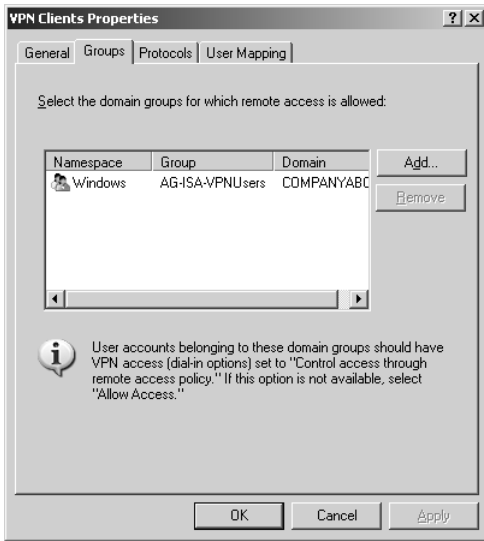 VPN Clients Properties
? X
General Groups Protocols User Mapping
Select the domain groups for which remote access is allowed:
Namespace Group Domain
Windows AG-ISA-VPNUsers COMPANYABC
Add...
Remove
User accounts belonging to these domain groups should have
VPN access (dial-in options) set to "Control access through
remote access policy." If this option is not available, select
"Allow Access."
OK Cancel Apply